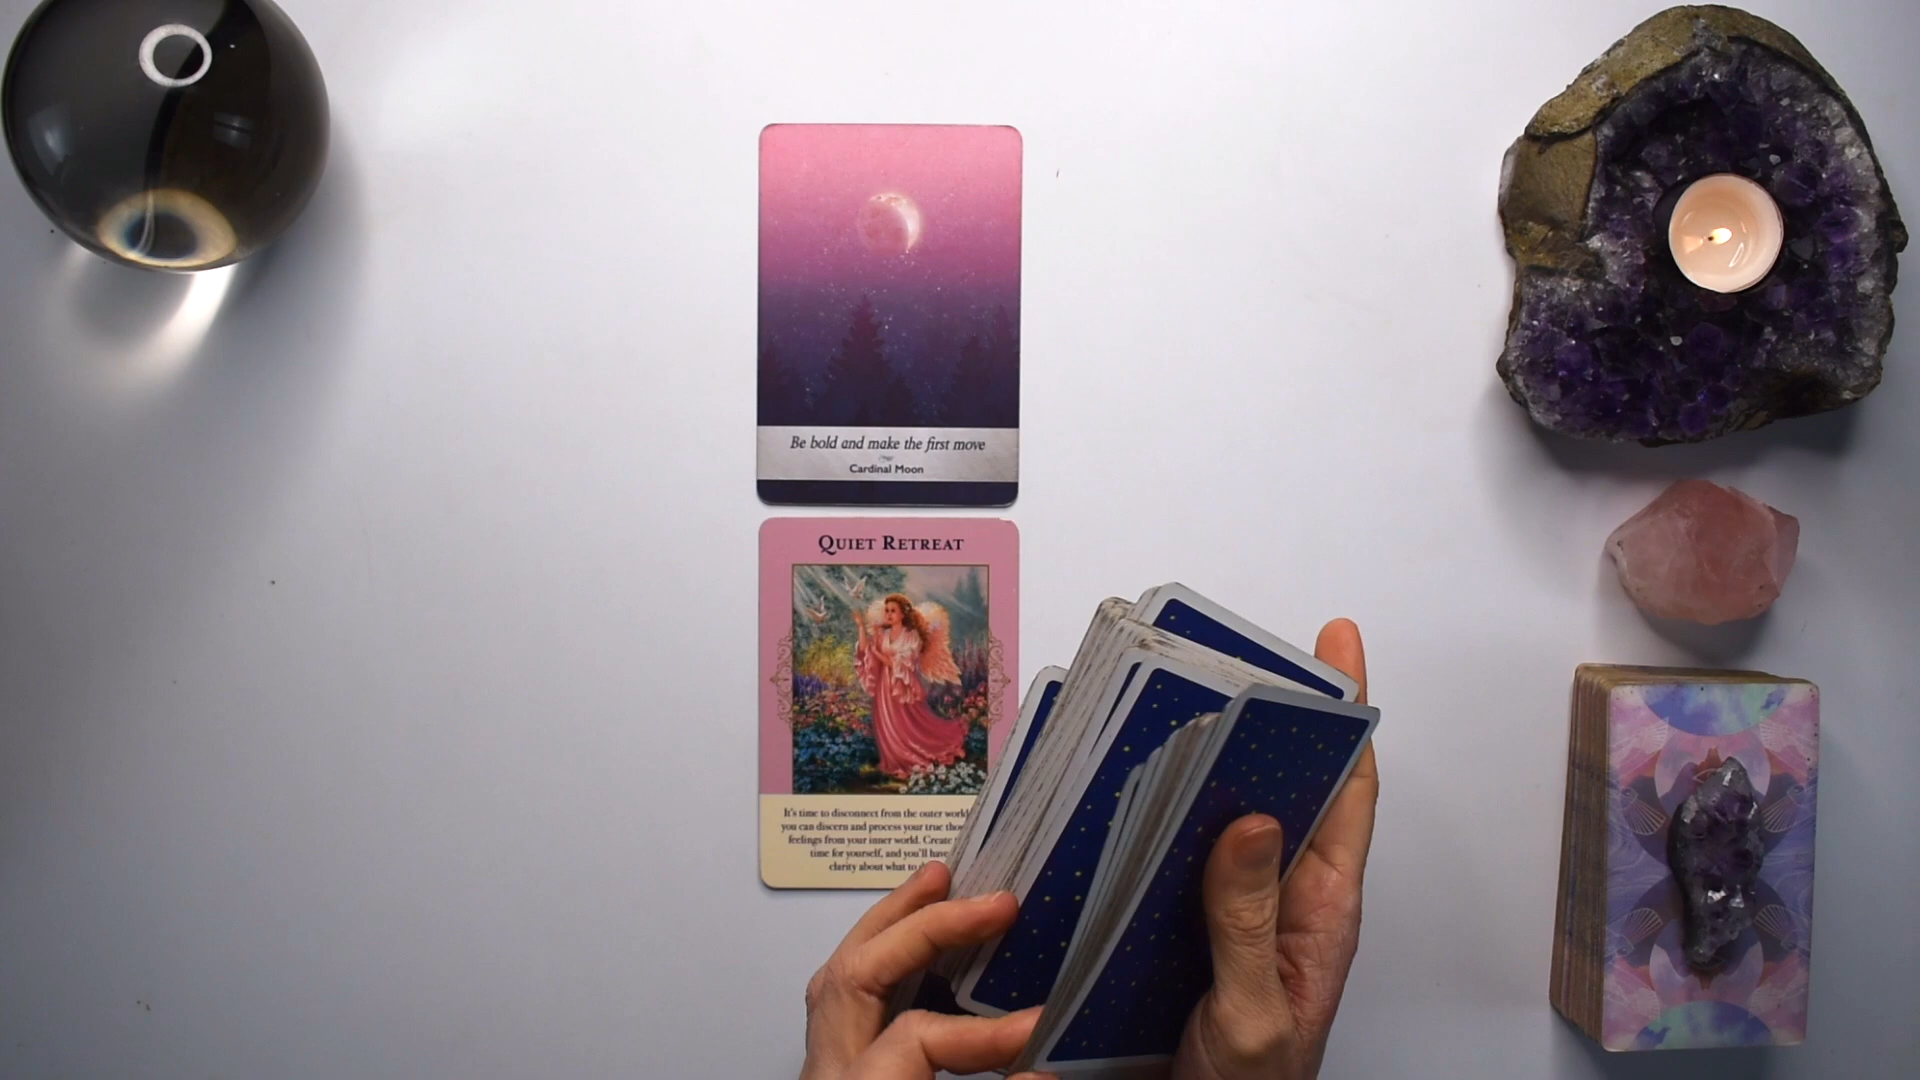 Be bold and make the first move
Cardinal Moon
QUIET RETREAT
It's time to disconnect from the outer world
you can discern and process your true
feelings from your inner world. Create
time for yourself, and you'll have
clarity about what to